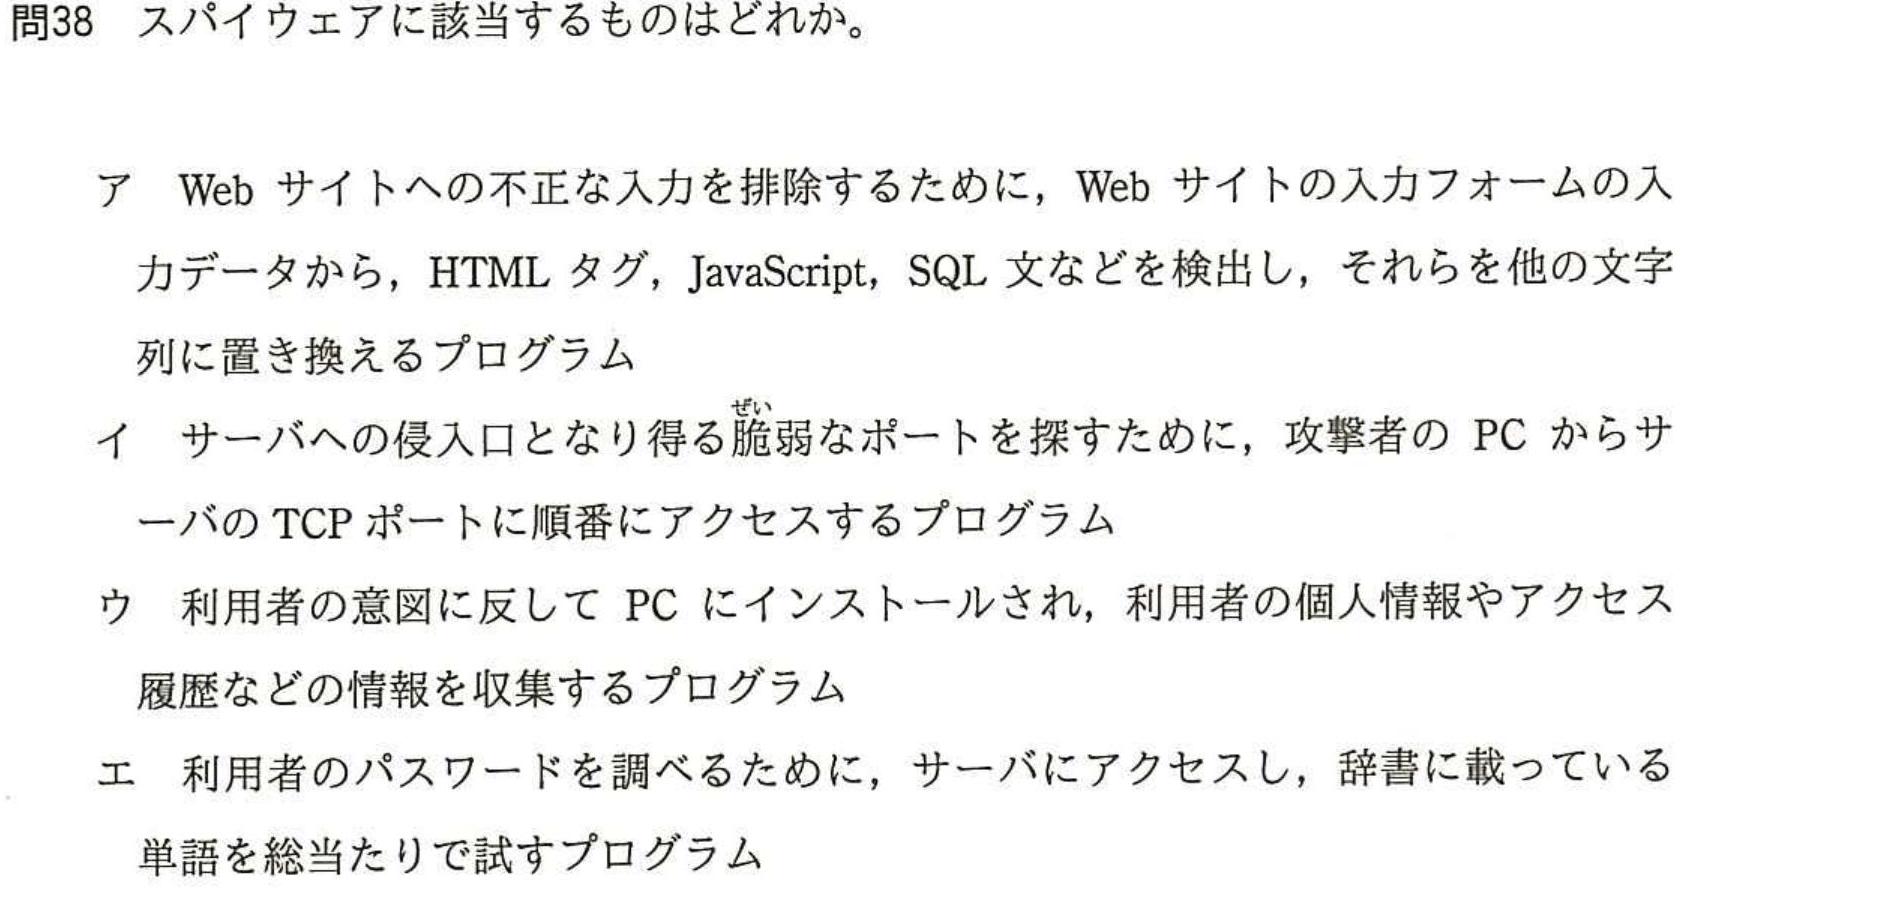 問38 スパイウェアに該当するものはどれか。
ア Web サイトへの不正な入力を排除するために，Web サイトの入力フォームの入
力データから，HTML タグ，JavaScript，SQL 文などを検出し，それらを他の文字
列に置き換えるプログラム
ぜい
イ サーバへの侵入口となり得る脆弱なポートを探すために，攻撃者の PC からサ
ーバの TCP ポートに順番にアクセスするプログラム
ウ 利用者の意図に反して PC にインストールされ，利用者の個人情報やアクセス
履歴などの情報を収集するプログラム
エ 利用者のパスワードを調べるために，サーバにアクセスし，辞書に載っている
単語を総当たりで試すプログラム